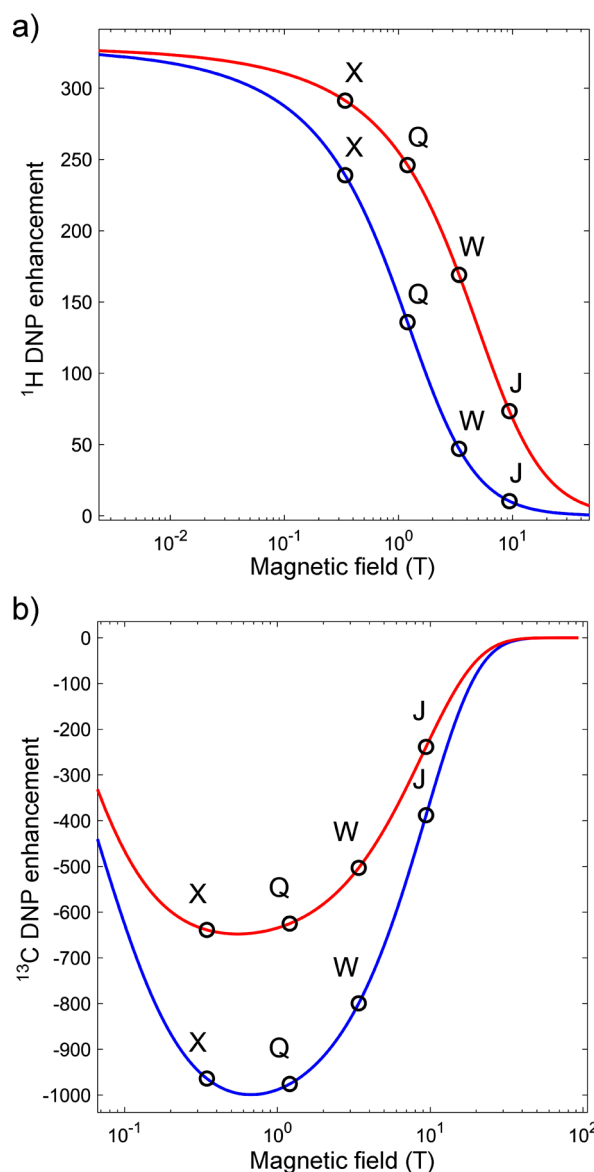 a)
¹H DNP enhancement
300
250
200
150
100
50
0
X
X
Q
Q
W
W
J
J
10⁻² 10⁻¹ 10⁰ 10¹
Magnetic field (T)
b)
¹³C DNP enhancement
0
-100
-200
-300
-400
-500
-600
-700
-800
-900
-1000
J
J
W
X
Q
W
X
Q
10⁻¹ 10⁰ 10¹ 10²
Magnetic field (T)